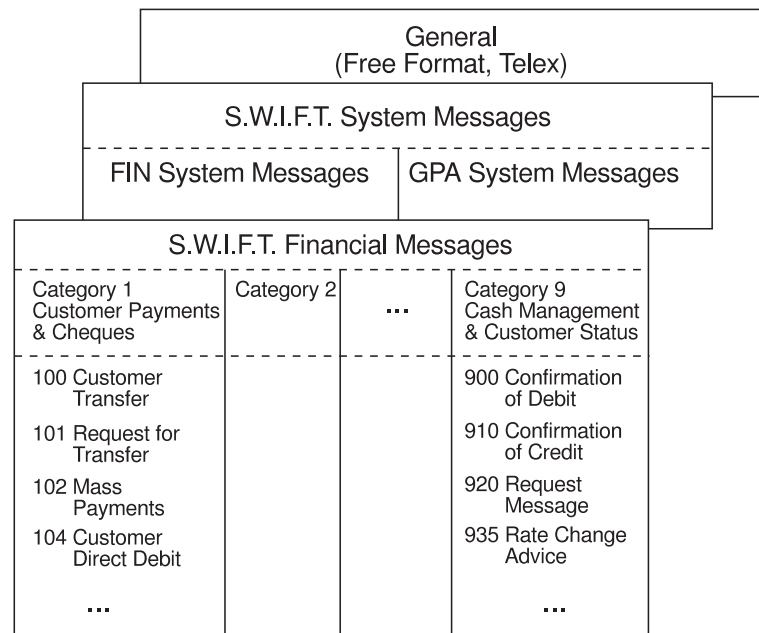 General
(Free Format, Telex)
S.W.I.F.T. System Messages
FIN System Messages
GPA System Messages
S.W.I.F.T. Financial Messages
Category 1
Customer Payments
& Cheques
Category 2
...
Category 9
Cash Management
& Customer Status
100 Customer
Transfer
101 Request for
Transfer
102 Mass
Payments
104 Customer
Direct Debit
...
900 Confirmation
of Debit
910 Confirmation
of Credit
920 Request
Message
935 Rate Change
Advice
...